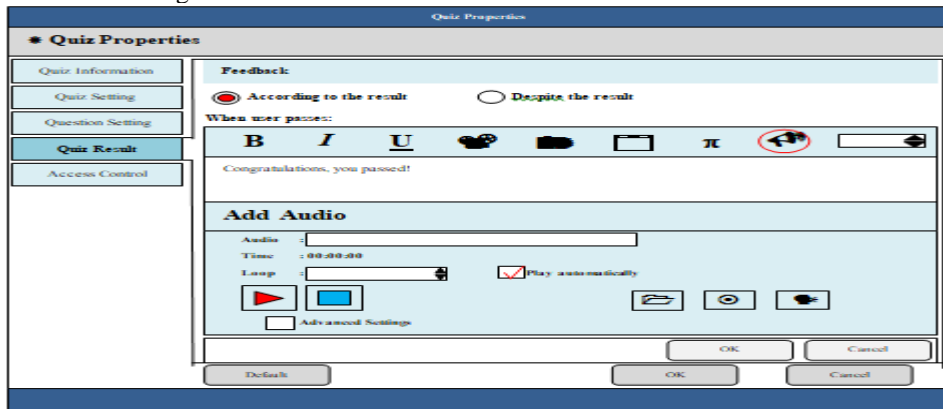 Quiz Properties
Quiz Properties
Quiz Information
Quiz Setting
Question Setting
Quiz Result
Access Control
Feedback
According to the result
Despite the result
When user passes:
B I U π
Congratulations, you passed!
Add Audio
Audio :
Time : 00:00:00
Loop :
Play automatically
Advanced Settings
OK Cancel
Default OK Cancel